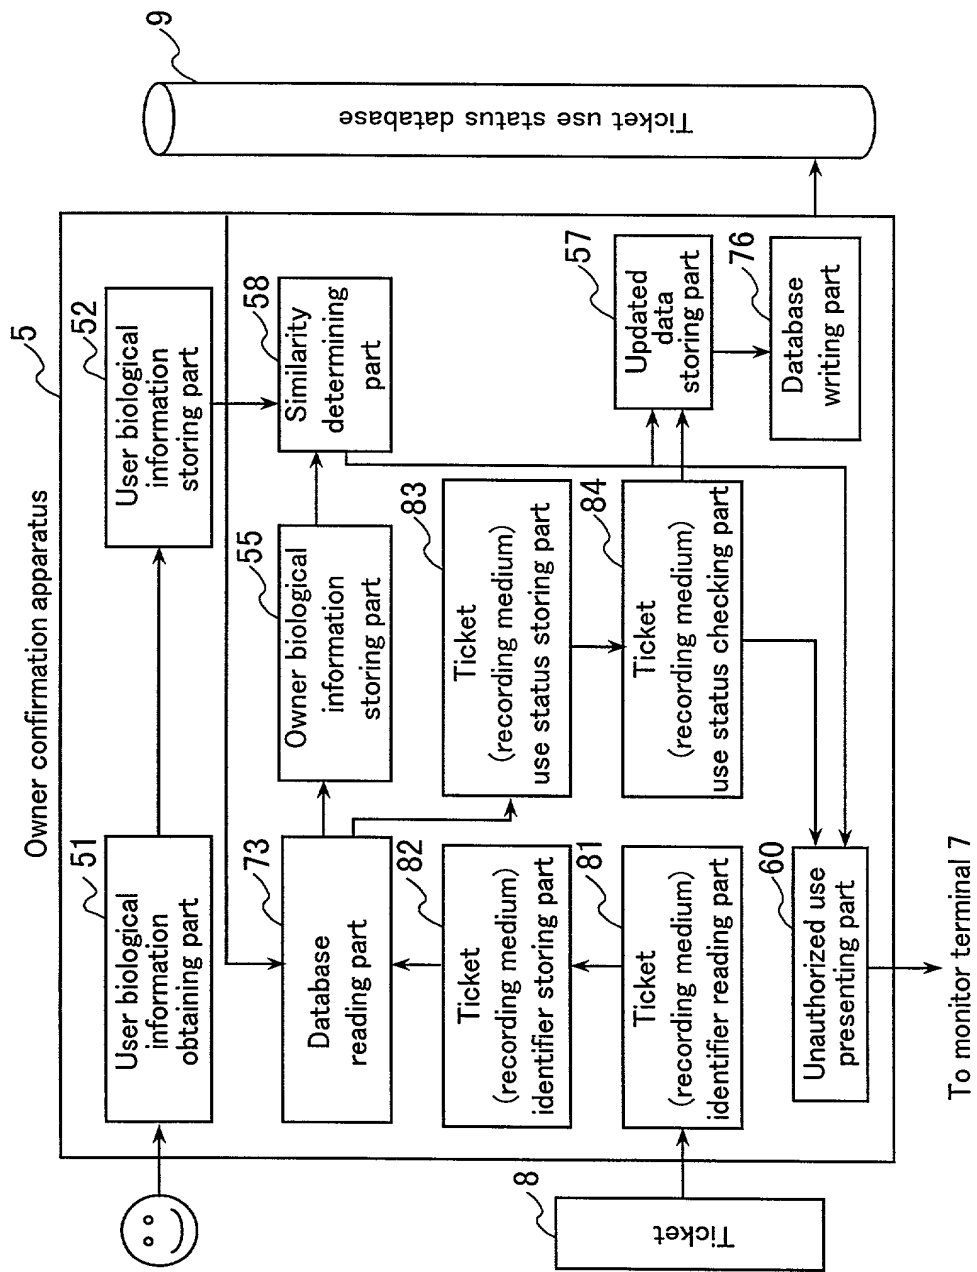 Owner confirmation apparatus
5
9
Ticket use status database
51
User biological
information
obtaining part
52
User biological
information
storing part
73
Database
reading part
55
Owner biological
information
storing part
58
Similarity
determining
part
82
Ticket
(recording medium)
identifier storing part
83
Ticket
(recording medium)
use status storing part
57
Updated
data
storing part
81
Ticket
(recording medium)
identifier reading part
84
Ticket
(recording medium)
use status checking part
76
Database
writing part
60
Unauthorized use
presenting part
8
Ticket
To monitor terminal 7